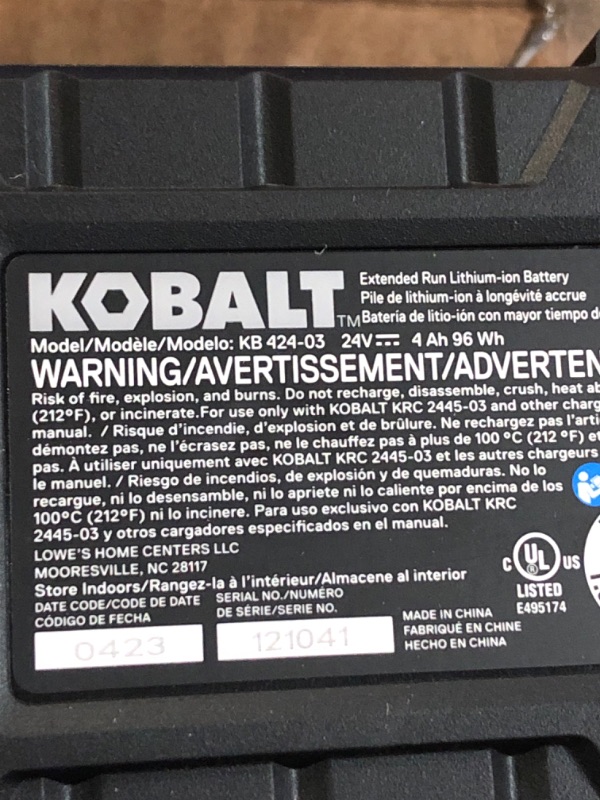 KOBALT TM
Extended Run Lithium-ion Battery
Pile de lithium-ion à longévité accrue
Batería de litio-ión con mayor tiempo
Model/Modèle/Modelo: KB 424-03 24V 4 Ah 96 Wh
WARNING/AVERTISSEMENT/ADVERTEN
Risk of fire, explosion, and burns. Do not recharge, disassemble, crush, heat ab
(212°F), or incinerate.For use only with KOBALT KRC 2445-03 and other charg
manual. / Risque d'incendie, d'explosion et de brûlure. Ne rechargez pas l'arti
démontez pas, ne l'écrasez pas, ne le chauffez pas à plus de 100 °C (212 °F) et
pas. À utiliser uniquement avec KOBALT KRC 2445-03 et les autres chargeurs
le manuel. / Riesgo de incendios, de explosión y de quemaduras. No lo
recargue, ni lo desensamble, ni lo apriete ni lo caliente por encima de los
100°C (212°F) ni lo incinere. Para uso exclusivo con KOBALT KRC
2445-03 y otros cargadores especificados en el manual.
LOWE'S HOME CENTERS LLC
MOORESVILLE, NC 28117
Store Indoors/Rangez-la à l'intérieur/Almacene al interior
DATE CODE/CODE DE DATE
CÓDIGO DE FECHA
0423
SERIAL NO./NUMÉRO
DE SÉRIE/SERIE NO.
121041
MADE IN CHINA
FABRIQUÉ EN CHINE
HECHO EN CHINA
C UL US
®
LISTED
E495174